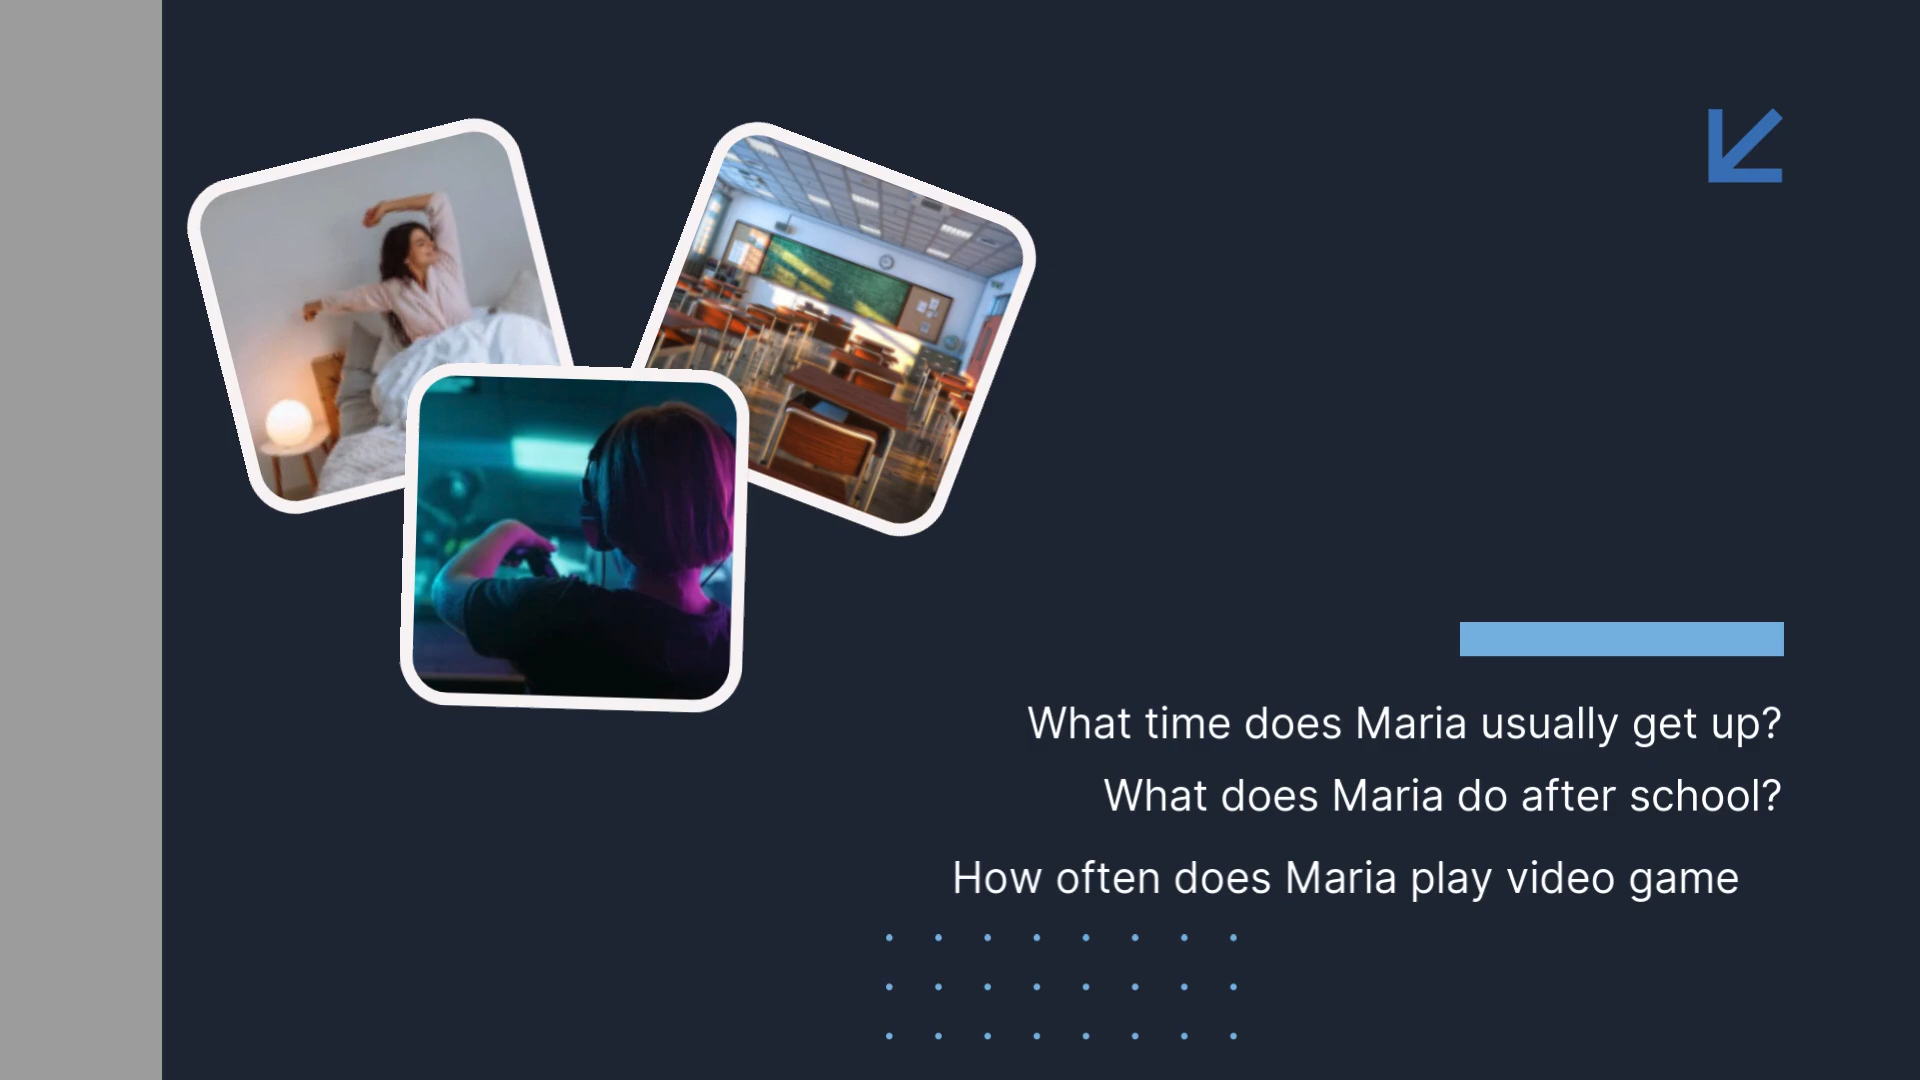 What time does Maria usually get up?
What does Maria do after school?
How often does Maria play video game